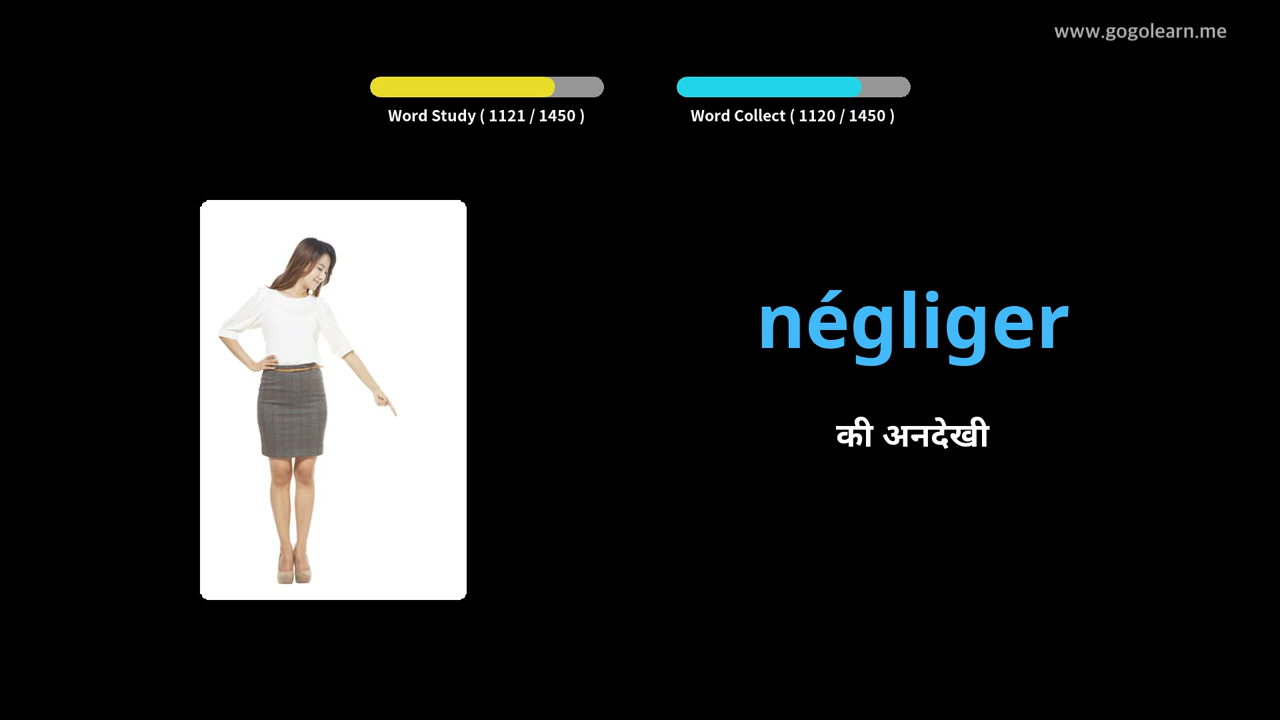 www.gogolearn.me
Word Study ( 1121 / 1450 )
Word Collect ( 1120 / 1450 )
négliger
की अनदेखी